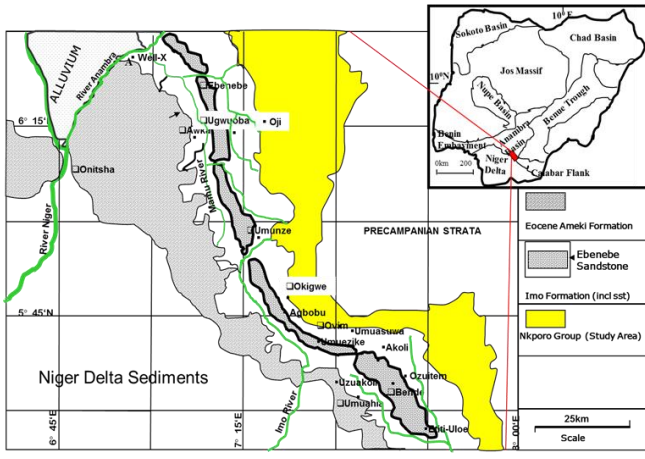 10° E
Sokoto Basin
Chad Basin
10°N
Jos Massif
Nupe Basin
Benue Trough
Anambra
Basin
Benin
Embayment
Niger
Delta
Calabar Flank
0km 200
ALLUVIUM
River Anambra
A
Well-X
Ebenebe
6° 15'
Ugwuoba
Oji
Awka
Onitsha
Mamu River
River Niger
Umunze
PRECAMPANIAN STRATA
Okigwe
5° 45'
Agbobu
Ovim
Umuasuwa
Umuezike
Akoli
Niger Delta Sediments
Uzuakoli
Ozuitem
Bende
Umuahia
Imo River
6° 45'E
7° 15'E
8° 00'E
Eocene Ameki Formation
Ebenebe
Sandstone
Imo Formation (incl sst)
Nkporo Group (Study Area)
25km
Scale